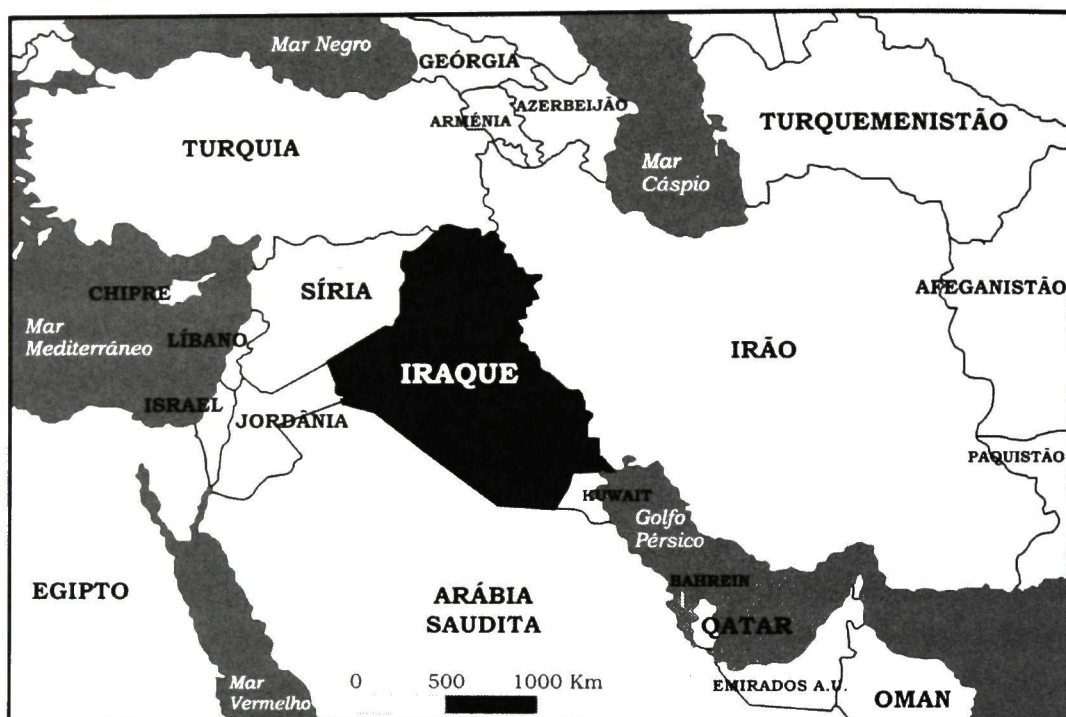 Mar Negro
GEÓRGIA
AZERBEIJÃO
ARMÉNIA
TURQUEMENISTÃO
TURQUIA
Mar
Cáspio
SÍRIA
CHIPRE
AFEGANISTÃO
Mar
Mediterrâneo
LÍBANO
IRÃO
IRAQUE
ISRAEL
JORDÂNIA
PAQUISTÃO
KUWAIT
Golfo
Pérsico
EGIPTO
BAHREIN
ARÁBIA
SAUDITA
QATAR
Mar
Vermelho
0 500 1000 Km
EMIRADOS A.U.
OMAN